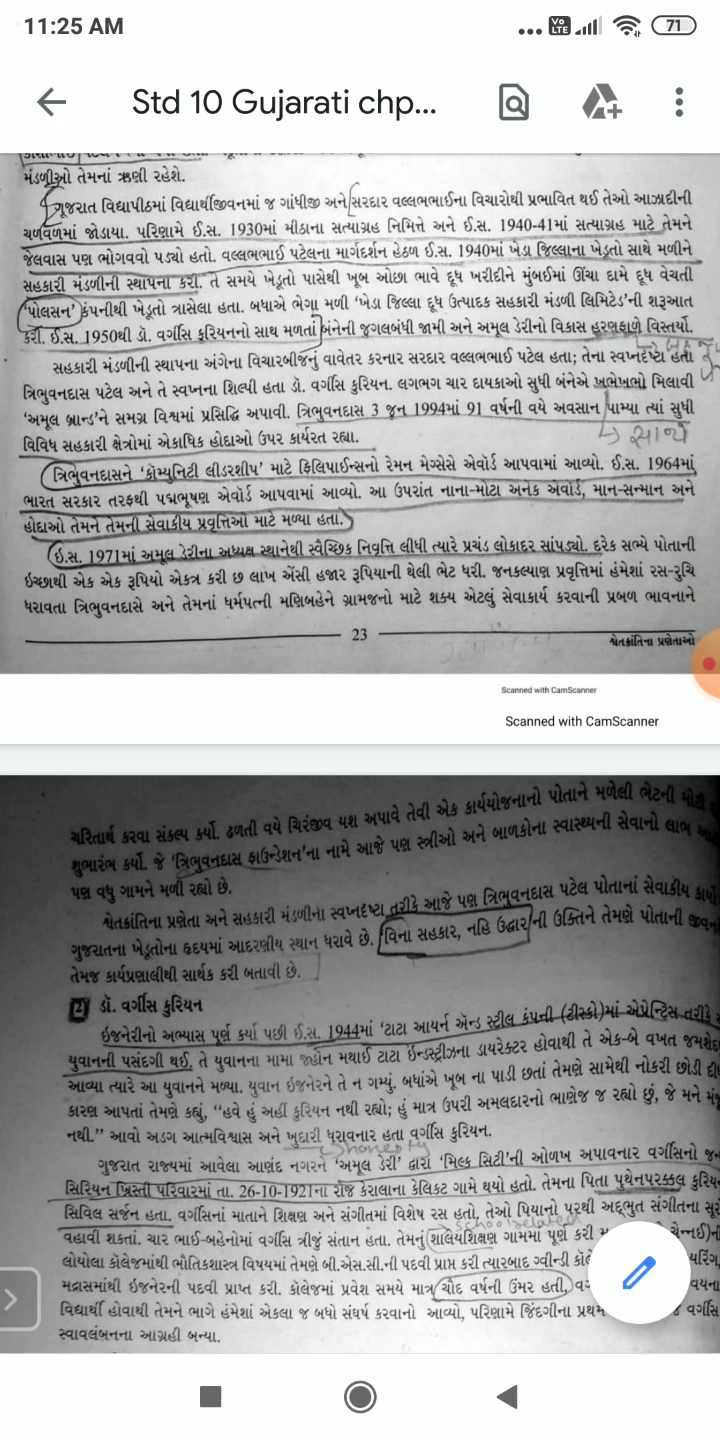 11:25 AM
Vo LTE
71
Std 10 Gujarati chp...
મંડળીઓ તેમનાં ઋણી રહેશે.
ગૂજરાત વિદ્યાપીઠમાં વિદ્યાર્થીજીવનમાં જ ગાંધીજી અને સરદાર વલ્લભભાઈના વિચારોથી પ્રભાવિત થઈ તેઓ આઝાદીની
ચળવળમાં જોડાયા. પરિણામે ઈ.સ. 1930માં મીઠાના સત્યાગ્રહ નિમિત્તે અને ઈ.સ. 1940-41માં સત્યાગ્રહ માટે તેમને
જેલવાસ પણ ભોગવવો પડ્યો હતો. વલ્લભભાઈ પટેલના માર્ગદર્શન હેઠળ ઈ.સ. 1940માં ખેડા જિલ્લાના ખેડૂતો સાથે મળીને
સહકારી મંડળીની સ્થાપના કરી. તે સમયે ખેડૂતો પાસેથી ખૂબ ઓછા ભાવે દૂધ ખરીદીને મુંબઈમાં ઊંચા દામે દૂધ વેચતી
'પોલસન' કંપનીથી ખેડૂતો ત્રાસેલા હતા. બધાએ ભેગા મળી 'ખેડા જિલ્લા દૂધ ઉત્પાદક સહકારી મંડળી લિમિટેડ'ની શરૂઆત
કરી. ઈ.સ. 1950થી ડૉ. વર્ગીસ કુરિયનનો સાથ મળતાં બંનેની જુગલબંધી જામી અને અમૂલ ડેરીનો વિકાસ હરણફાળે વિસ્તર્યો.
સહકારી મંડળીની સ્થાપના અંગેના વિચારબીજનું વાવેતર કરનાર સરદાર વલ્લભભાઈ પટેલ હતા; તેના સ્વપ્નદૃષ્ટા હતા
ત્રિભુવનદાસ પટેલ અને તે સ્વપ્નના શિલ્પી હતા ડૉ. વર્ગીસ કુરિયન. લગભગ ચાર દાયકાઓ સુધી બંનેએ ખભેખભો મિલાવી
'અમૂલ બ્રાન્ડ'ને સમગ્ર વિશ્વમાં પ્રસિદ્ધિ અપાવી. ત્રિભુવનદાસ 3 જૂન 1994માં 91 વર્ષની વયે અવસાન પામ્યા ત્યાં સુધી
વિવિધ સહકારી ક્ષેત્રોમાં એકાધિક હોદાઓ ઉપર કાર્યરત રહ્યા.
સાથે
ત્રિભુવનદાસને 'કૉમ્યુનિટી લીડરશીપ' માટે ફિલિપાઈન્સનો રેમન મેગ્સેસે એવૉર્ડ આપવામાં આવ્યો. ઈ.સ. 1964માં
ભારત સરકાર તરફથી પદ્મભૂષણ એવૉર્ડ આપવામાં આવ્યો. આ ઉપરાંત નાના-મોટા અનેક એવૉર્ડ, માન-સન્માન અને
હોદાઓ તેમને તેમની સેવાકીય પ્રવૃત્તિઓ માટે મળ્યા હતા.
ઈ.સ. 1971માં અમૂલ ડેરીના અધ્યક્ષ સ્થાનેથી સ્વૈચ્છિક નિવૃત્તિ લીધી ત્યારે પ્રચંડ લોકાદર સાંપડ્યો. દરેક સભ્યે પોતાની
ઇચ્છાથી એક એક રૂપિયો એકત્ર કરી છ લાખ એંસી હજાર રૂપિયાની થેલી ભેટ ધરી. જનકલ્યાણ પ્રવૃત્તિમાં હંમેશાં રસ-રુચિ
ધરાવતા ત્રિભુવનદાસે અને તેમનાં ધર્મપત્ની મણિબહેને ગ્રામજનો માટે શક્ય એટલું સેવાકાર્ય કરવાની પ્રબળ ભાવનાને
23
શ્વેતક્રાંતિના પ્રણેતાઓ
Scanned with CamScanner
Scanned with CamScanner
ચરિતાર્થ કરવા સંકલ્પ કર્યો. ઢળતી વયે ચિરંજીવ યશ અપાવે તેવી એક કાર્યયોજનાનો પોતાને મળેલી ભેટની મોટી
શુભારંભ કર્યો. જે 'ત્રિભુવનદાસ ફાઉન્ડેશન'ના નામે આજે પણ સ્ત્રીઓ અને બાળકોના સ્વાસ્થ્યની સેવાનો લાભ
પણ વધુ ગામને મળી રહ્યો છે.
શ્વેતક્રાંતિના પ્રણેતા અને સહકારી મંડળીના સ્વપ્નદૃષ્ટા તરીકે આજે પણ ત્રિભુવનદાસ પટેલ પોતાનાં સેવાકીય કાર્યો
ગુજરાતના ખેડૂતોના હૃદયમાં આદરણીય સ્થાન ધરાવે છે. વિના સહકાર, નહિ ઉદ્ધારની ઉક્તિને તેમણે પોતાની
તેમજ કાર્યપ્રણાલીથી સાર્થક કરી બતાવી છે.
(2) ડૉ. વર્ગીસ કુરિયન
ઇજનેરીનો અભ્યાસ પૂર્ણ કર્યા પછી ઈ.સ. 1944માં 'ટાટા આયર્ન ઍન્ડ સ્ટીલ કંપની (ટીસ્કો)માં એપ્રેન્ટિસ તરીકે
યુવાનની પસંદગી થઈ. તે યુવાનના મામા જ્હૉન મથાઈ ટાટા ઇન્ડસ્ટ્રીઝના ડાયરેક્ટર હોવાથી તે એક-બે વખત
આવ્યા ત્યારે આ યુવાનને મળ્યા. યુવાન ઇજનેરને તે ન ગમ્યું. બધાંએ ખૂબ ના પાડી છતાં તેમણે સામેથી નોકરી છોડી
કારણ આપતાં તેમણે કહ્યું, "હવે હું અહીં કુરિયન નથી રહ્યો; હું માત્ર ઉપરી અમલદારનો ભાણેજ જ રહ્યો છું, જે મને
નથી." આવો અડગ આત્મવિશ્વાસ અને ખુદારી ધરાવનાર હતા વર્ગીસ કુરિયન.
honesty
ગુજરાત રાજ્યમાં આવેલા આણંદ નગરને 'અમૂલ ડેરી' દ્વારા 'મિલ્ક સિટી'ની ઓળખ અપાવનાર વર્ગીસનો
સિરિયન ખ્રિસ્તી પરિવારમાં તા. 26-10-1921ના રોજ કેરાલાના કેલિકટ ગામે થયો હતો. તેમના પિતા પુથેનપરક્કલ
સિવિલ સર્જન હતા. વર્ગીસનાં માતાને શિક્ષણ અને સંગીતમાં વિશેષ રસ હતો, તેઓ પિયાનો પરથી અદ્ભુત સંગીતના સૂર
school related
વહાવી શકતાં. ચાર ભાઈ-બહેનોમાં વર્ગીસ ત્રીજું સંતાન હતા. તેમનું શાલેયશિક્ષણ ગામમાં પૂર્ણ કરી
લોયોલા કૉલેજમાંથી ભૌતિકશાસ્ત્ર વિષયમાં તેમણે બી.એસ.સી.ની પદવી પ્રાપ્ત કરી ત્યારબાદ ગ્વીન્ડી
મદ્રાસમાંથી ઇજનેરની પદવી પ્રાપ્ત કરી. કૉલેજમાં પ્રવેશ સમયે માત્ર ચૌદ વર્ષની ઉંમર હતી,
વિદ્યાર્થી હોવાથી તેમને ભાગે હંમેશાં એકલા જ બધો સંઘર્ષ કરવાનો આવ્યો, પરિણામે જિંદગીના વર્ગીસ
સ્વાવલંબનના આગ્રહી બન્યા.